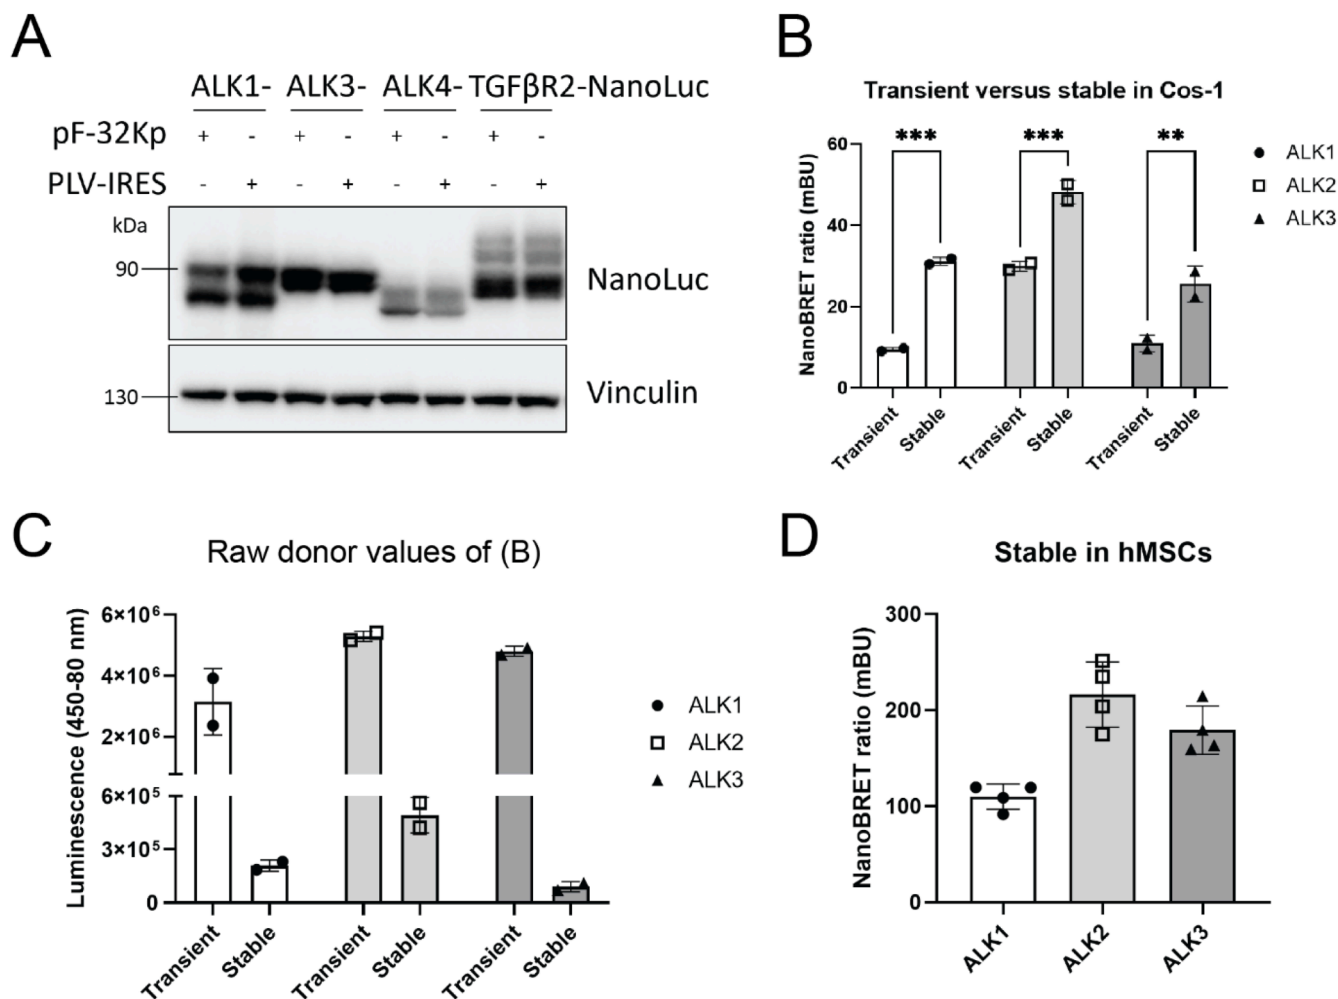 A
ALK1- ALK3- ALK4- TGFβR2-NanoLuc
pF-32Kp + - + - + - + -
PLV-IRES - + - + - + - +
kDa
90
NanoLuc
130
Vinculin
B
Transient versus stable in Cos-1
NanoBRET ratio (mBU)
60
40
20
0
*** *** **
Transient Stable Transient Stable Transient Stable
ALK1
ALK2
ALK3
C
Raw donor values of (B)
Luminescence (450-80 nm)
6×10⁶
4×10⁶
2×10⁶
6×10⁵
3×10⁵
0
Transient Stable Transient Stable Transient Stable
ALK1
ALK2
ALK3
D
Stable in hMSCs
NanoBRET ratio (mBU)
300
200
100
0
ALK1 ALK2 ALK3